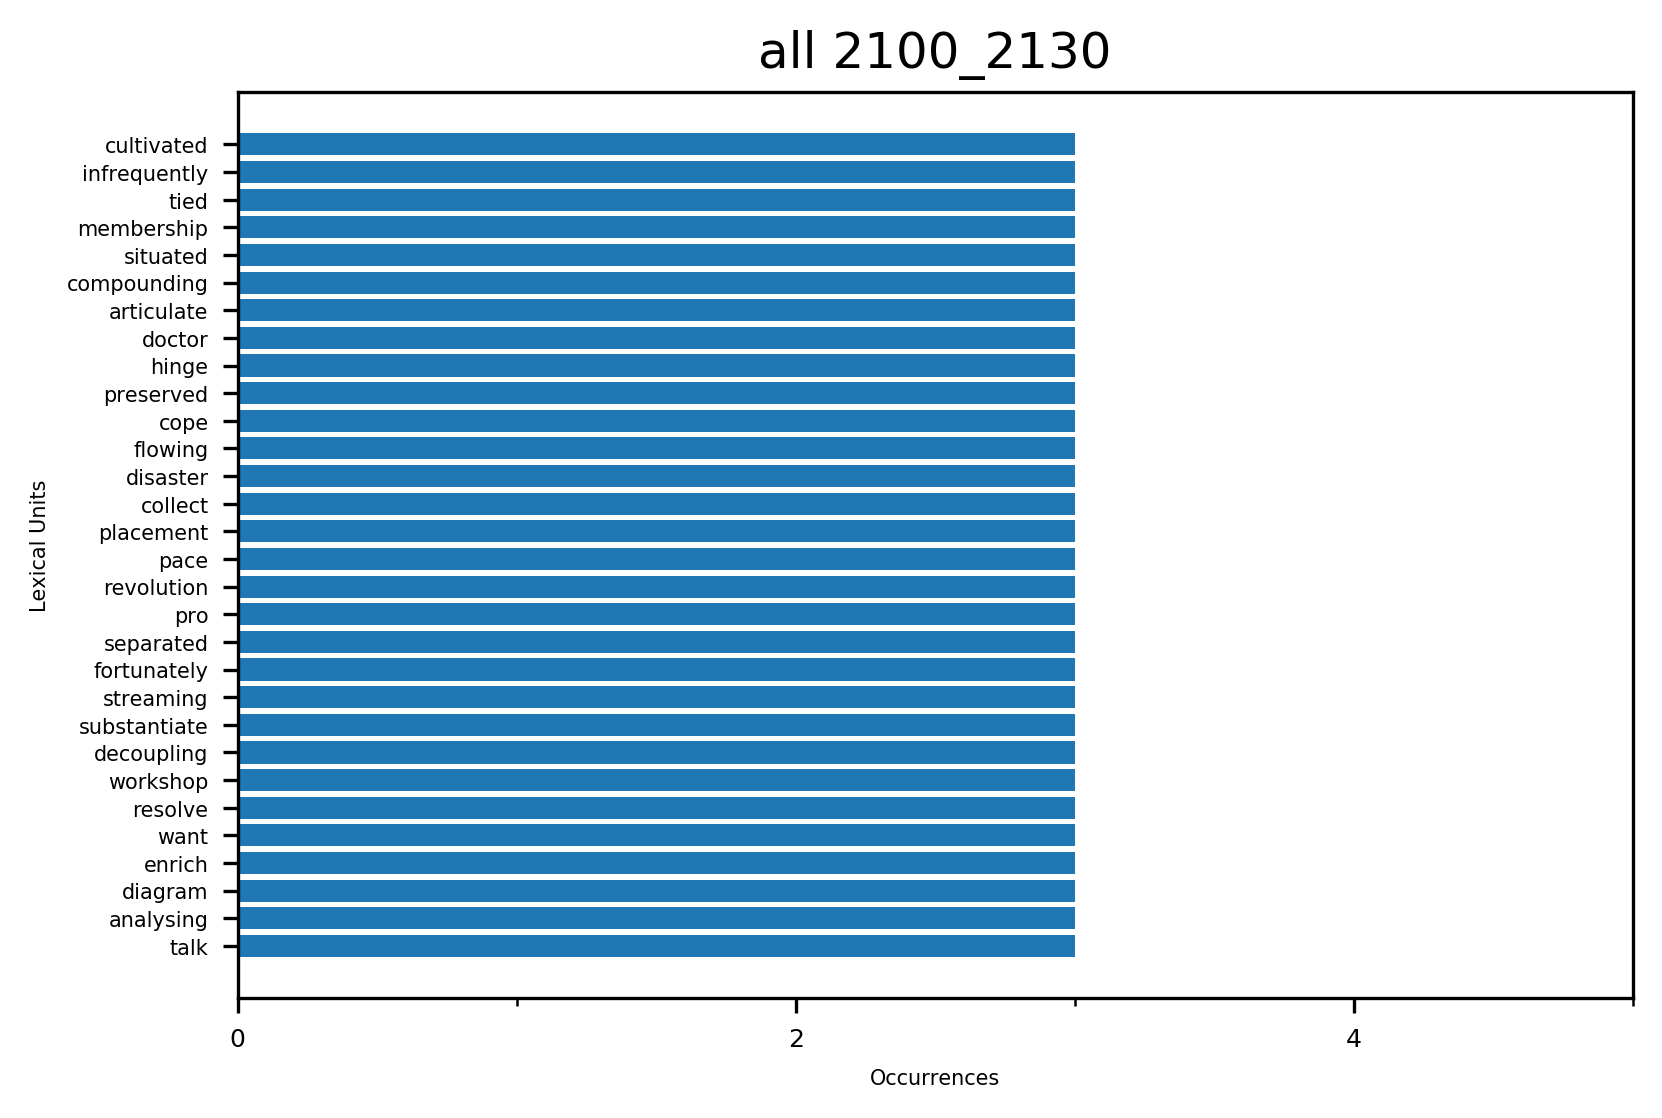 all 2100_2130
cultivated
infrequently
tied
membership
situated
compounding
articulate
doctor
hinge
preserved
cope
flowing
disaster
collect
placement
pace
revolution
pro
separated
fortunately
streaming
substantiate
decoupling
workshop
resolve
want
enrich
diagram
analysing
talk
Lexical Units
0 2 4
Occurrences